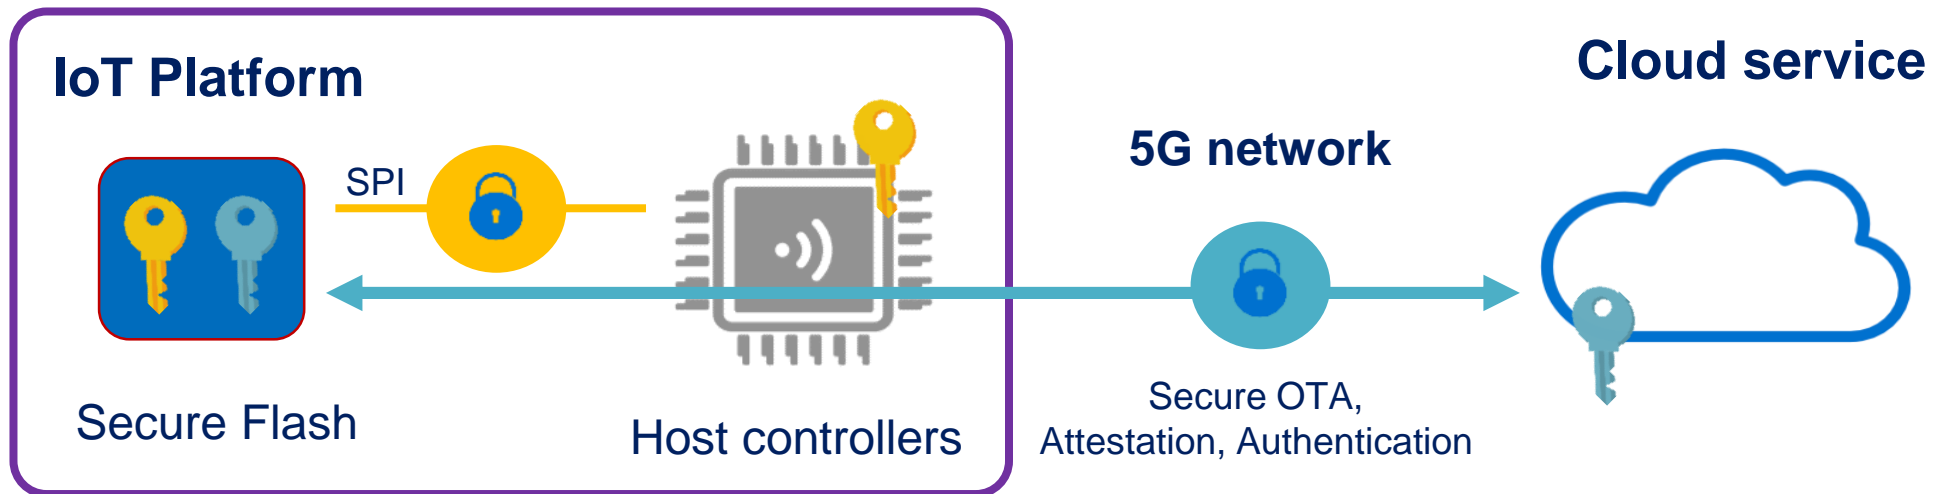 IoT Platform
SPI
Secure Flash
Host controllers
5G network
Secure OTA,
Attestation, Authentication
Cloud service